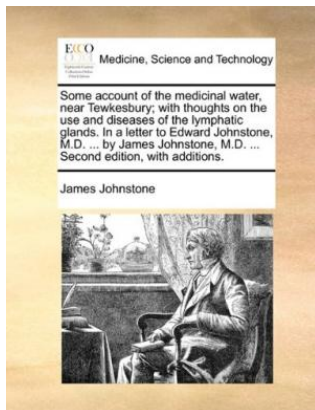 ECCO
Medicine, Science and Technology
Some account of the medicinal water,
near Tewkesbury; with thoughts on the
use and diseases of the lymphatic
glands. In a letter to Edward Johnstone,
M.D. ... by James Johnstone, M.D. ...
Second edition, with additions.
James Johnstone